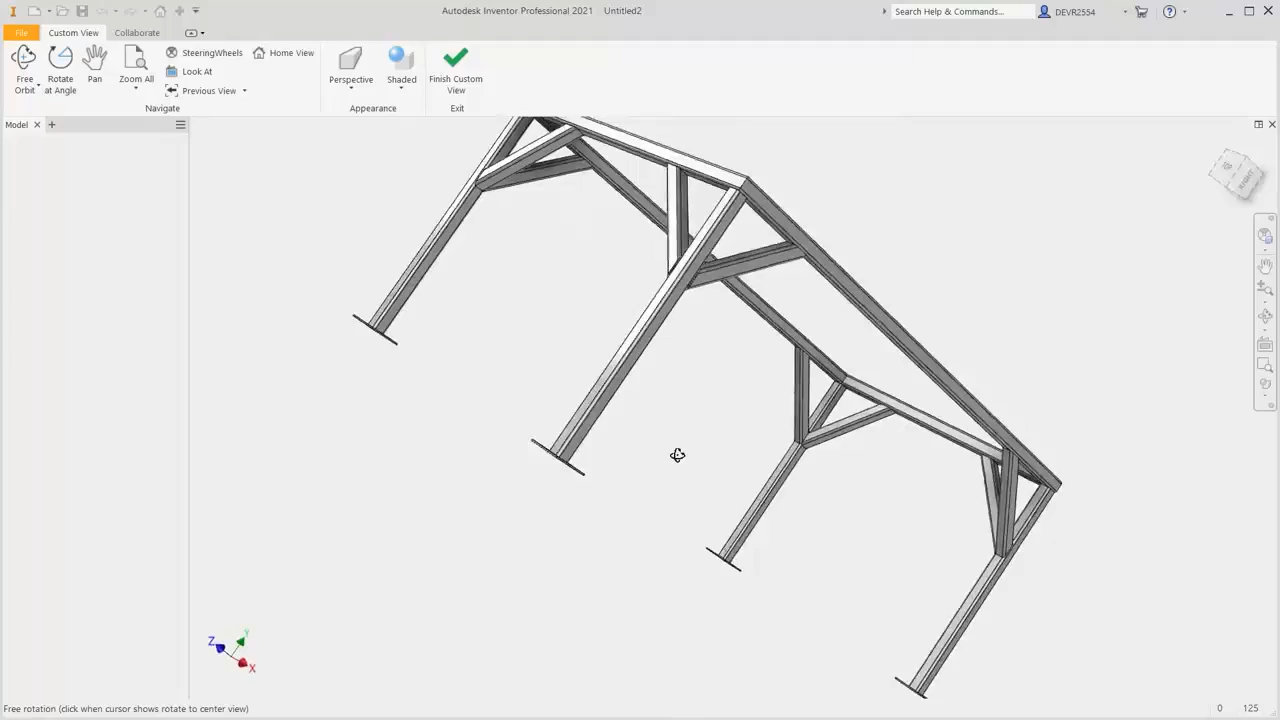 Autodesk Inventor Professional 2021 Untitled2
Search Help & Commands...
DEVR2554
File
Custom View
Collaborate
Free Orbit
Rotate at Angle
Pan
Zoom All
SteeringWheels
Look At
Previous View
Home View
Navigate
Perspective
Shaded
Appearance
Finish Custom View
Exit
Model
RIGHT
Z
Y
X
Free rotation (click when cursor shows rotate to center view)
0 125